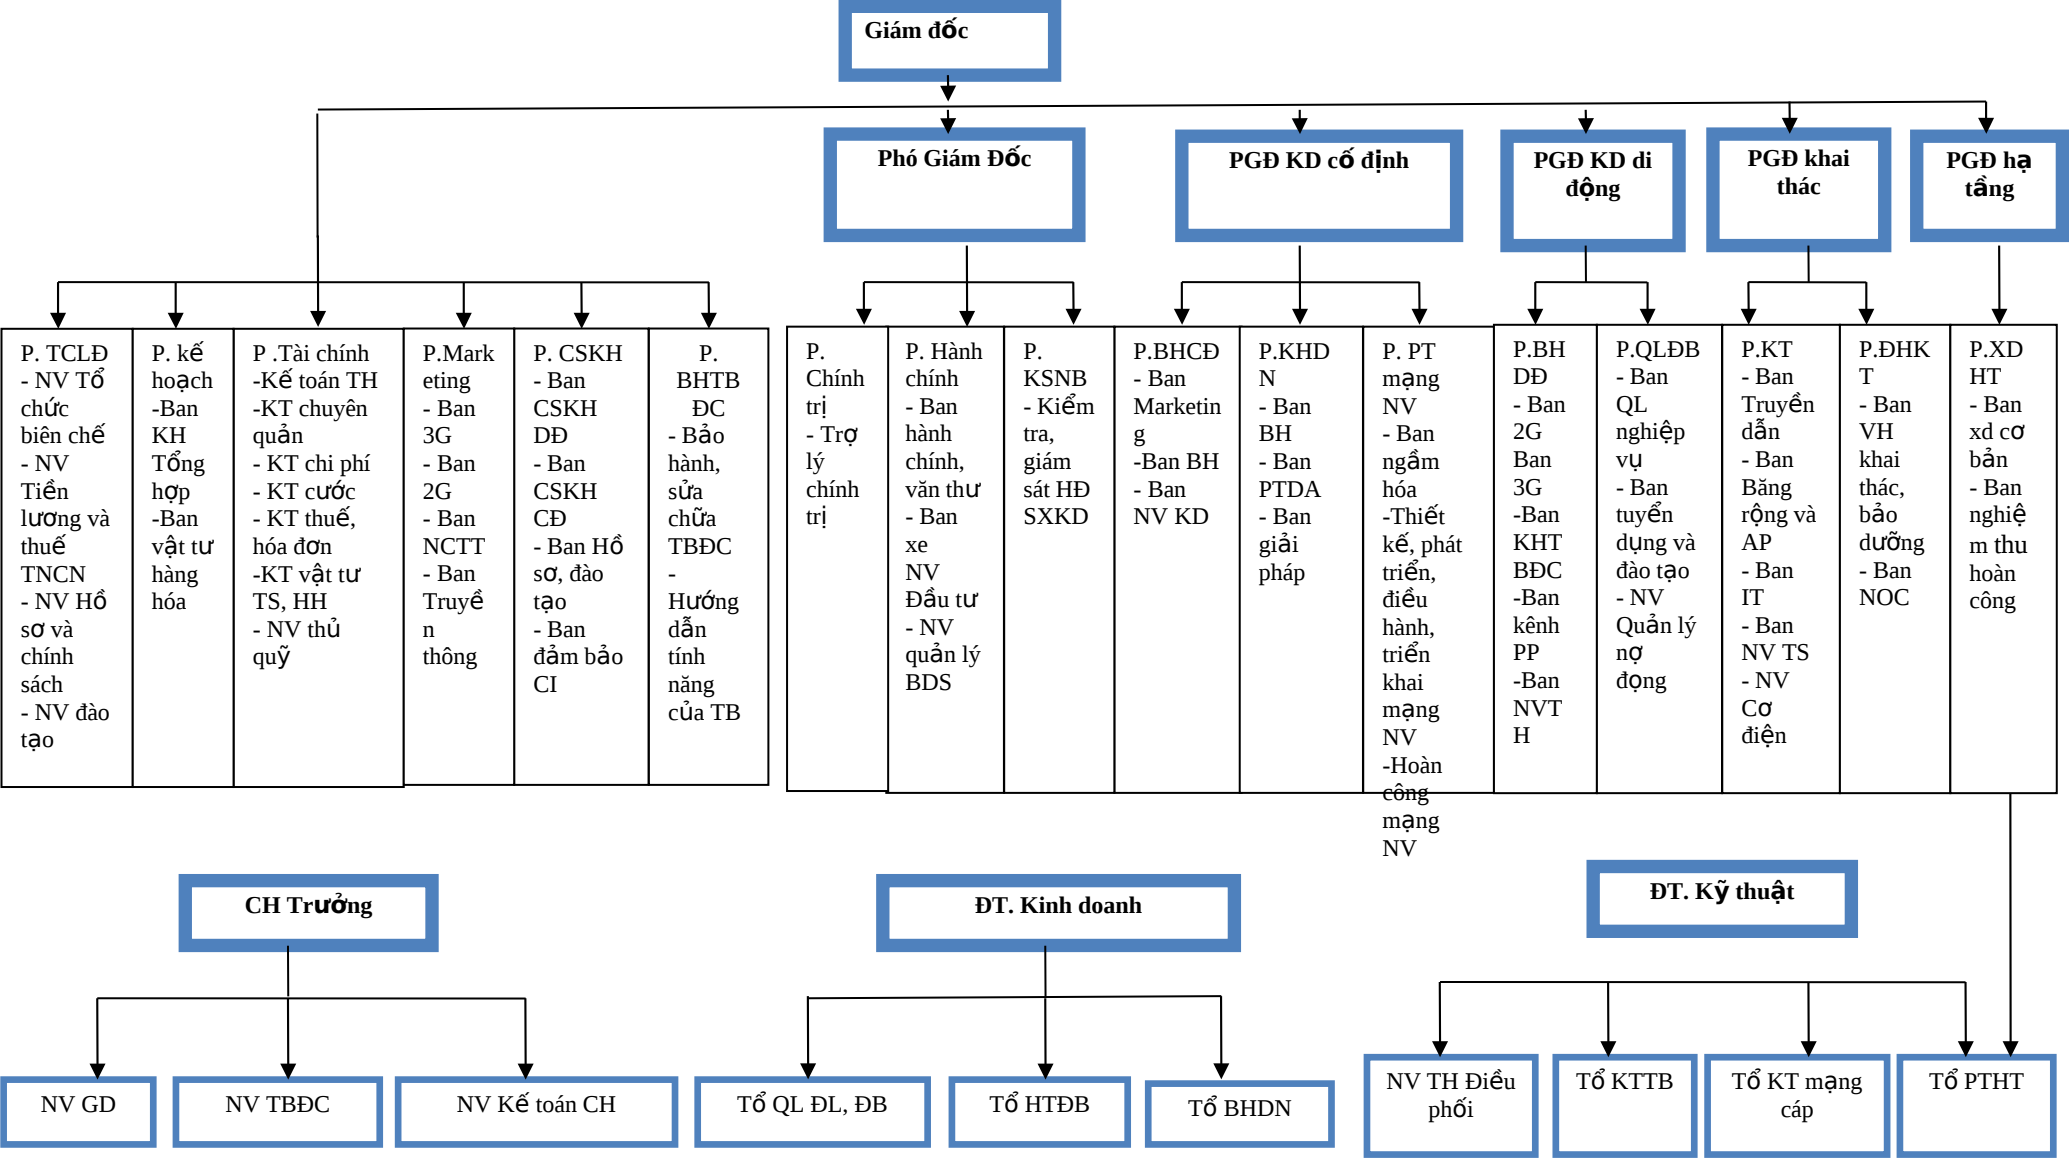 Giám đốc
Phó Giám Đốc
PGĐ KD cố định
PGĐ KD di
động
PGĐ khai
thác
PGĐ hạ
tầng
P. TCLĐ
- NV Tổ
chức
biên chế
- NV
Tiền
lương và
thuế
TNCN
- NV Hồ
sơ và
chính
sách
- NV đào
tạo
P. kế
hoạch
-Ban
KH
Tổng
hợp
-Ban
vật tư
hàng
hóa
P .Tài chính
-Kế toán TH
-KT chuyên
quản
- KT chi phí
- KT cước
- KT thuế,
hóa đơn
-KT vật tư
TS, HH
- NV thủ
quỹ
P.Mark
eting
- Ban
3G
- Ban
2G
- Ban
NCTT
- Ban
Truyề
n
thông
P. CSKH
- Ban
CSKH
DĐ
- Ban
CSKH
CĐ
- Ban Hồ
sơ, đào
tạo
- Ban
đảm bảo
CI
P.
BHTB
ĐC
- Bảo
hành,
sửa
chữa
TBĐC
-
Hướng
dẫn
tính
năng
của TB
P.
Chính
trị
- Trợ
lý
chính
trị
P. Hành
chính
- Ban
hành
chính,
văn thư
- Ban
xe
NV
Đầu tư
- NV
quản lý
BDS
P.
KSNB
- Kiểm
tra,
giám
sát HĐ
SXKD
P.BHCĐ
- Ban
Marketin
g
-Ban BH
- Ban
NV KD
P.KHD
N
- Ban
BH
- Ban
PTDA
- Ban
giải
pháp
P. PT
mạng
NV
- Ban
ngầm
hóa
-Thiết
kế, phát
triển,
điều
hành,
triển
khai
mạng
NV
-Hoàn
công
mạng
NV
P.BH
DĐ
- Ban
2G
Ban
3G
-Ban
KHT
BĐC
-Ban
kênh
PP
-Ban
NVT
H
P.QLĐB
- Ban
QL
nghiệp
vụ
- Ban
tuyển
dụng và
đào tạo
- NV
Quản lý
nợ
đọng
P.KT
- Ban
Truyền
dẫn
- Ban
Băng
rộng và
AP
- Ban
IT
- Ban
NV TS
- NV
Cơ
điện
P.ĐHK
T
- Ban
VH
khai
thác,
bảo
dưỡng
- Ban
NOC
P.XD
HT
- Ban
xd cơ
bản
- Ban
nghiệ
m thu
hoàn
công
CH Trưởng
ĐT. Kinh doanh
ĐT. Kỹ thuật
NV GD
NV TBĐC
NV Kế toán CH
Tổ QL ĐL, ĐB
Tổ HTĐB
Tổ BHDN
NV TH Điều
phối
Tổ KTTB
Tổ KT mạng
cáp
Tổ PTHT